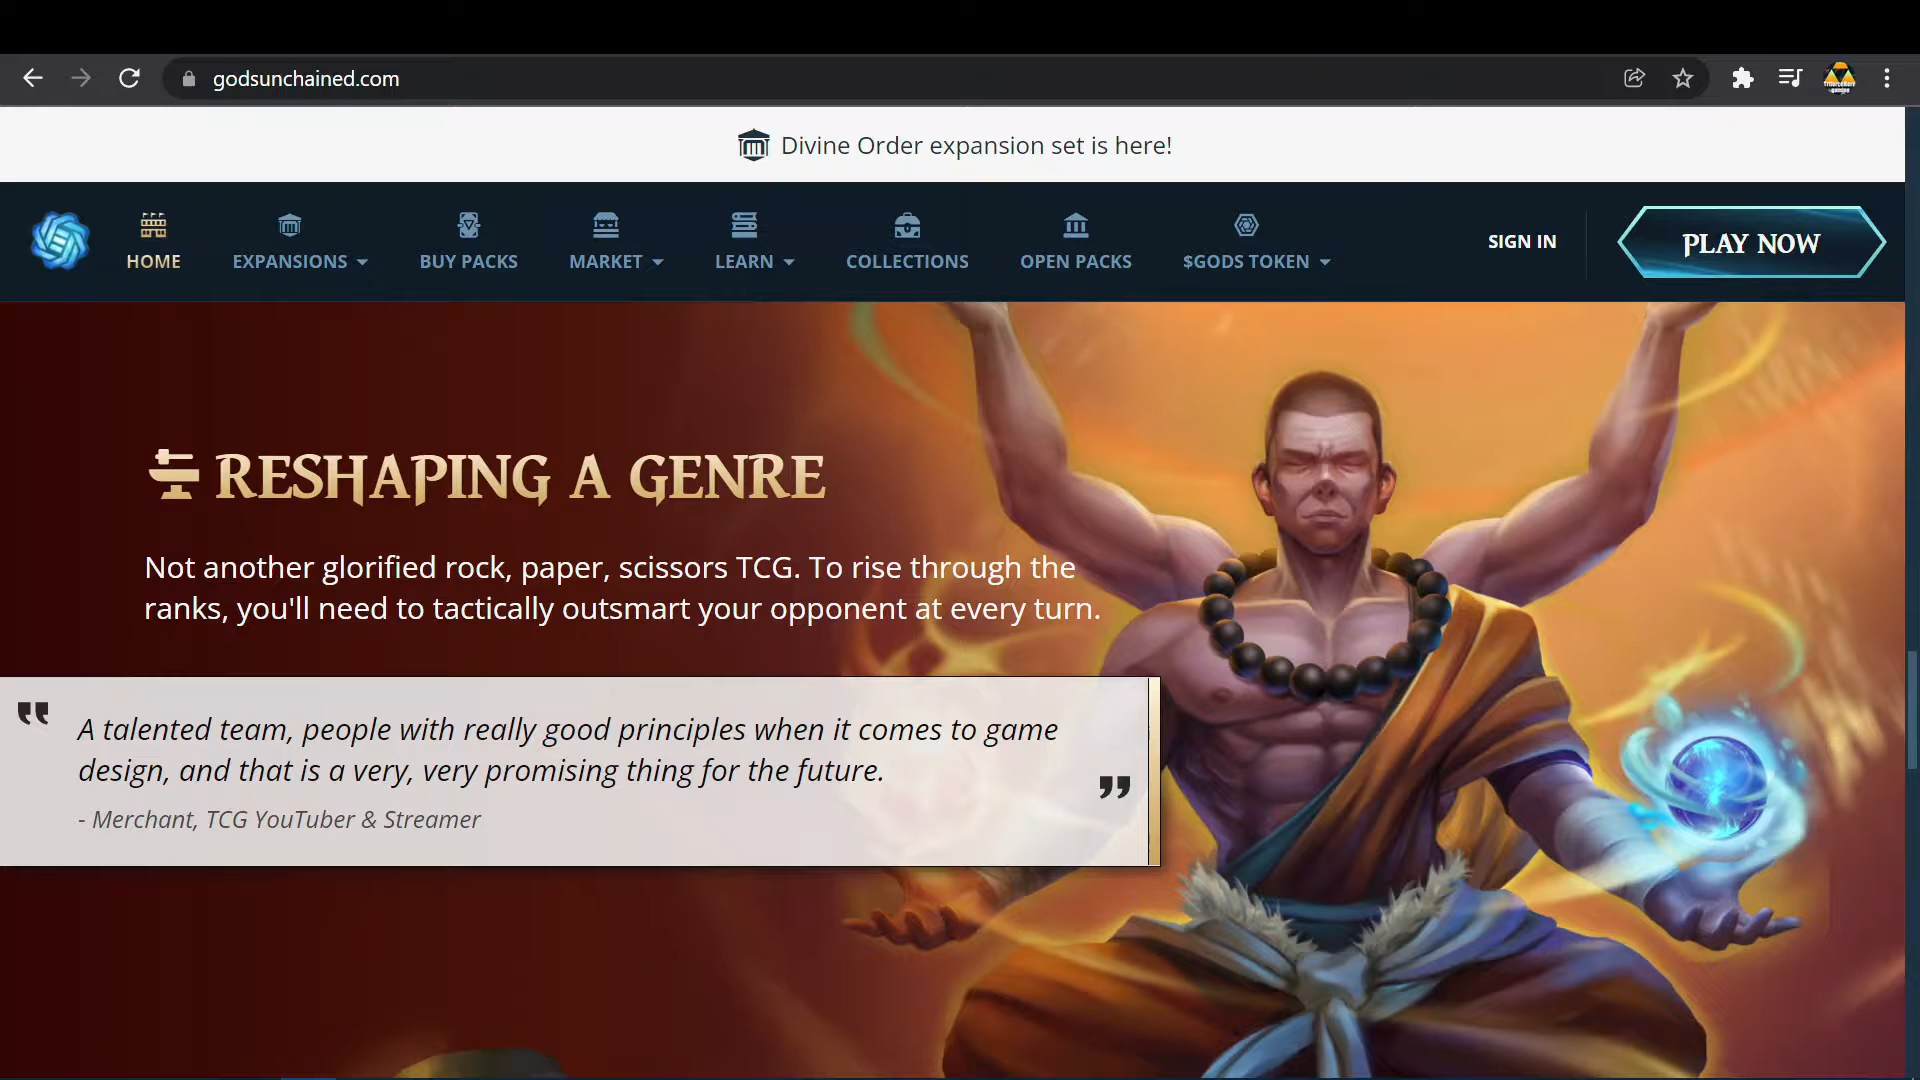 godsunchained.com
Divine Order expansion set is here!
HOME
EXPANSIONS
BUY PACKS
MARKET
LEARN
COLLECTIONS
OPEN PACKS
$GODS TOKEN
SIGN IN
PLAY NOW
RESHAPING A GENRE
Not another glorified rock, paper, scissors TCG. To rise through the
ranks, you'll need to tactically outsmart your opponent at every turn.
" A talented team, people with really good principles when it comes to game
design, and that is a very, very promising thing for the future. "
- Merchant, TCG YouTuber & Streamer